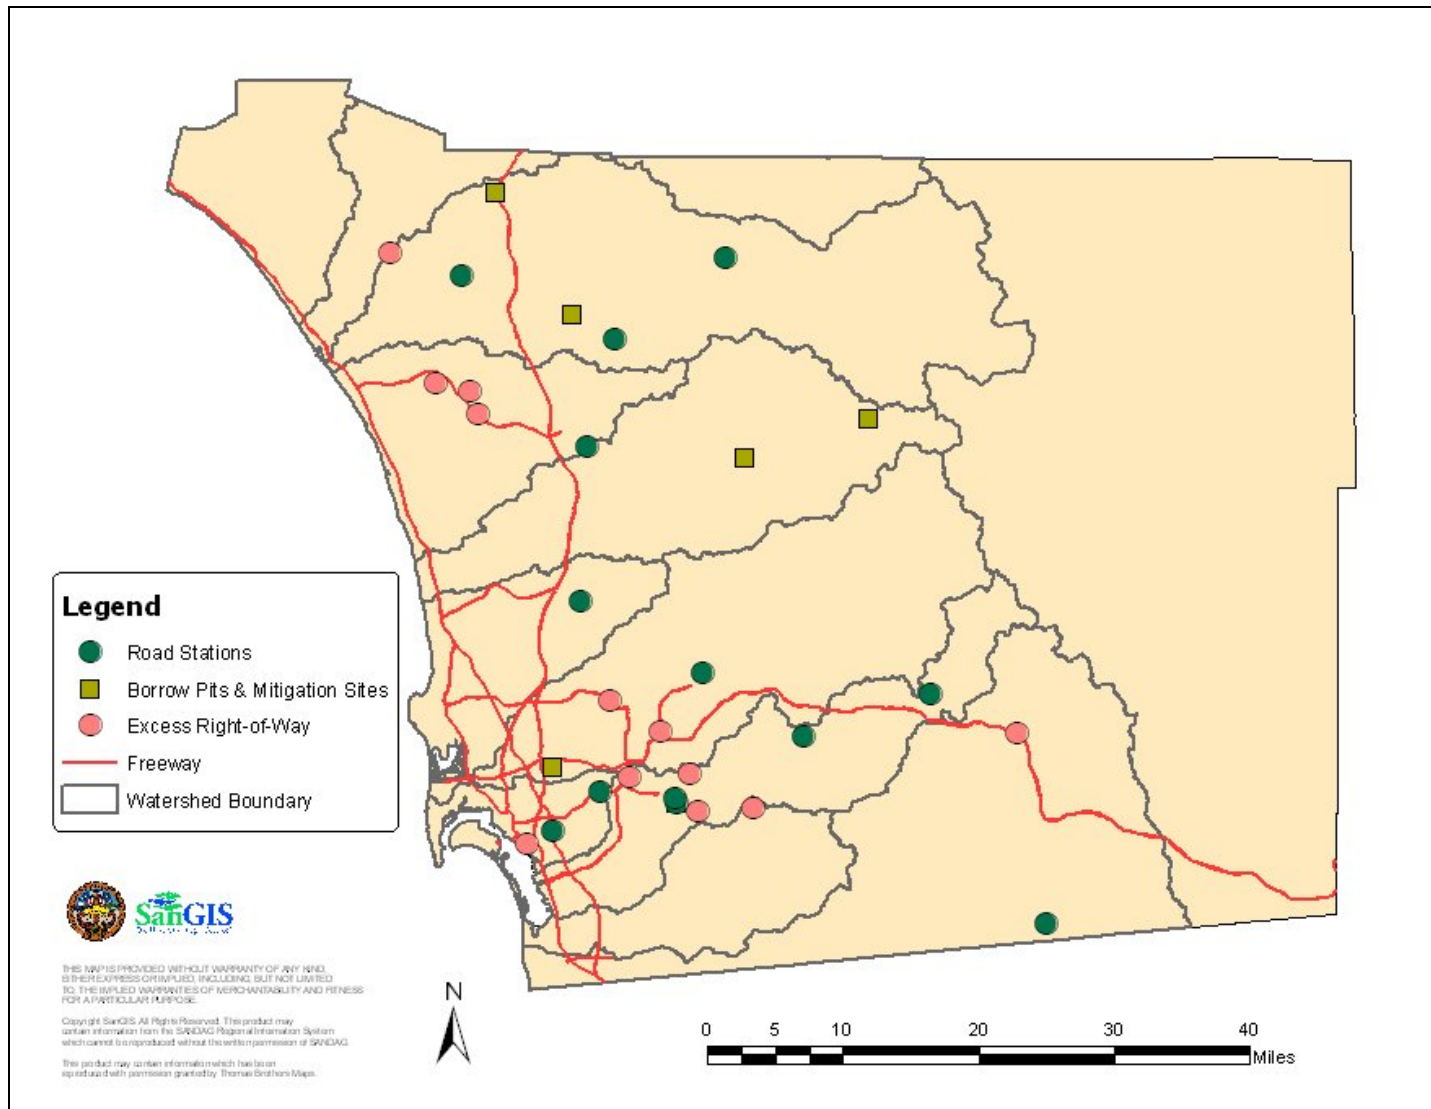 Legend
Road Stations
Borrow Pits & Mitigation Sites
Excess Right-of-Way
Freeway
Watershed Boundary
SanGIS
THIS MAP IS PROVIDED WITHOUT WARRANTY OF ANY KIND,
EITHER EXPRESS OR IMPLIED, INCLUDING, BUT NOT LIMITED
TO, THE IMPLIED WARRANTIES OF MERCHANTABILITY AND FITNESS
FOR A PARTICULAR PURPOSE.
Copyright SanGIS. All Rights Reserved. This product may
contain information from the SANDAG Regional Information System
which cannot be reproduced without the written permission of SANDAG.
This product may contain information which has been
reproduced with permission granted by Thomas Brothers Maps.
N
0 5 10 20 30 40
Miles